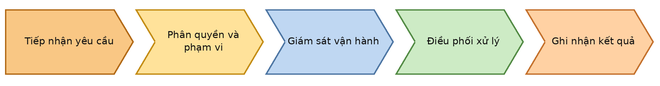 Tiếp nhận yêu cầu
Phân quyền và
phạm vi
Giám sát vận hành
Điều phối xử lý
Ghi nhận kết quả